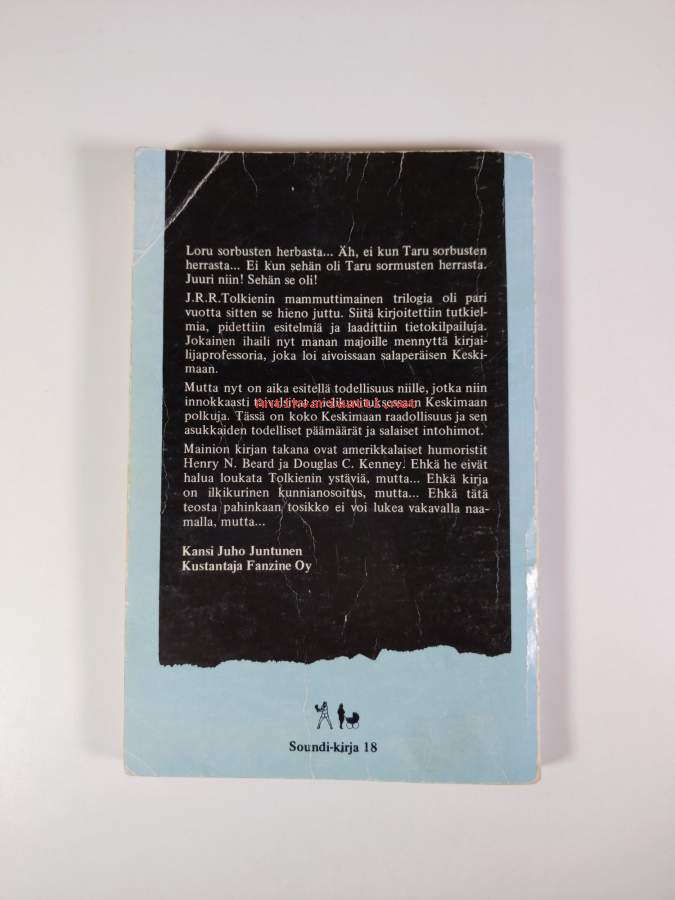 Loru sorbusten herbasta... Äh, ei kun Taru sorbusten
herrasta... Ei kun sehän oli Taru sormusten herrasta.
Juuri niin! Sehän se oli!
J.R.R.Tolkienin mammuttimainen trilogia oli pari
vuotta sitten se hieno juttu. Siitä kirjoitettiin tutkiel-
mia, pidettiin esitelmiä ja laadittiin tietokilpailuja.
Jokainen ihaili nyt manan majoille mennyttä kirjai-
lijaprofessoria, joka loi aivoissaan salaperäisen Keski-
maan.
Mutta nyt on aika esitellä todellisuus niille, jotka niin
innokkaasti taivalsivat mielikuvituksessaan Keskimaan
polkuja. Tässä on koko Keskimaan raadollisuus ja sen
asukkaiden todelliset päämäärät ja salaiset intohimot.
Mainion kirjan takana ovat amerikkalaiset humoristit
Henry N. Beard ja Douglas C. Kenney. Ehkä he eivät
halua loukata Tolkienin ystäviä, mutta... Ehkä kirja
on ilkikurinen kunnianosoitus, mutta... Ehkä tätä
teosta pahinkaan tosikko ei voi lukea vakavalla naa-
malla, mutta...
Kansi Juho Juntunen
Kustantaja Fanzine Oy
Soundi-kirja 18